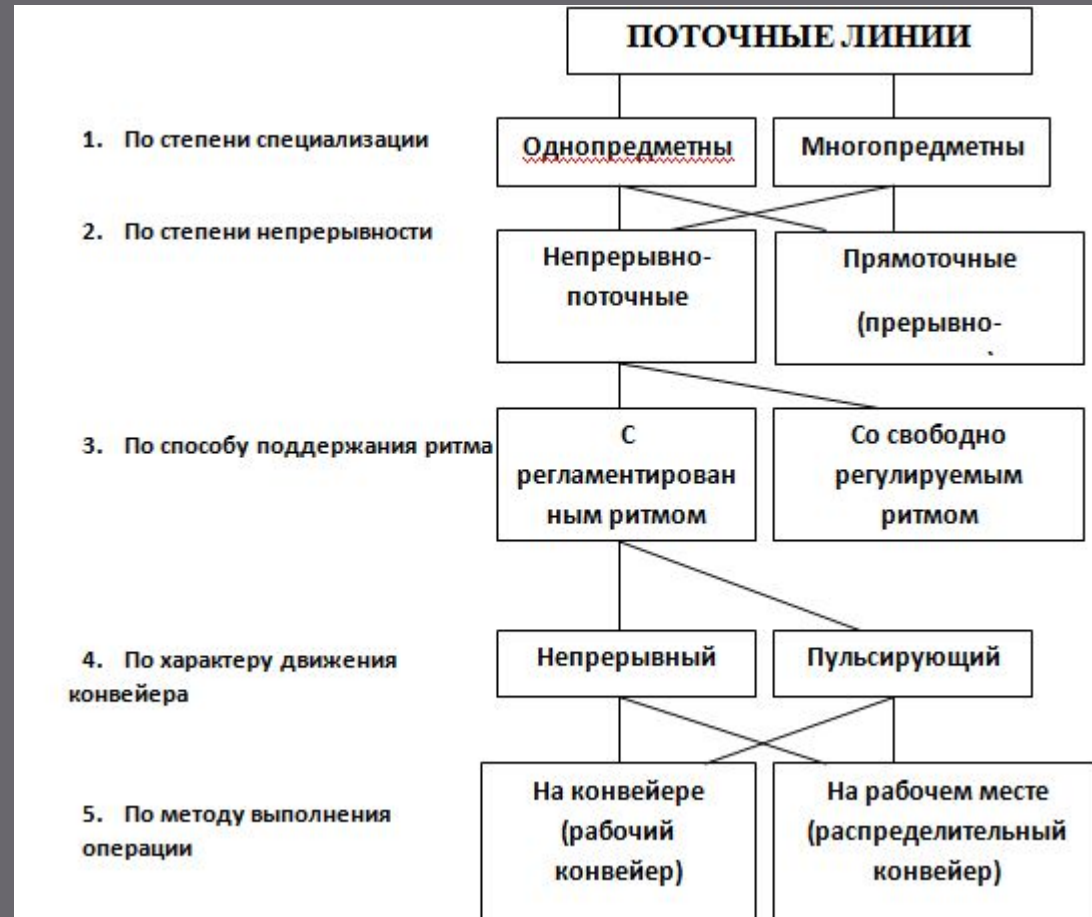 ПОТОЧНЫЕ ЛИНИИ
1. По степени специализации
Однопредметны
Многопредметны
2. По степени непрерывности
Непрерывно-
поточные
Прямоточные
(прерывно-
3. По способу поддержания ритма
С
регламентирован
ным ритмом
Со свободно
регулируемым
ритмом
4. По характеру движения
конвейера
Непрерывный
Пульсирующий
5. По методу выполнения
операции
На конвейере
(рабочий
конвейер)
На рабочем месте
(распределительный
конвейер)